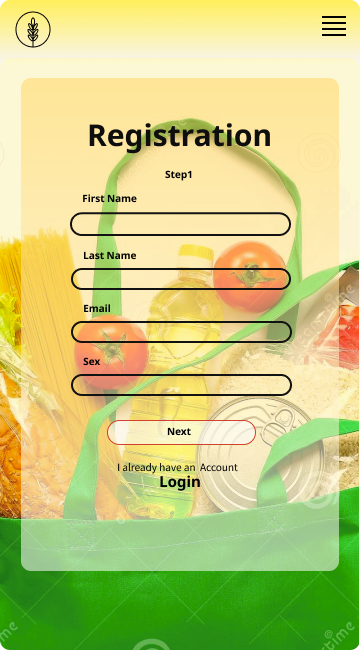 Registration
Step1
First Name
Last Name
Email
Sex
Next
I already have an Account
Login